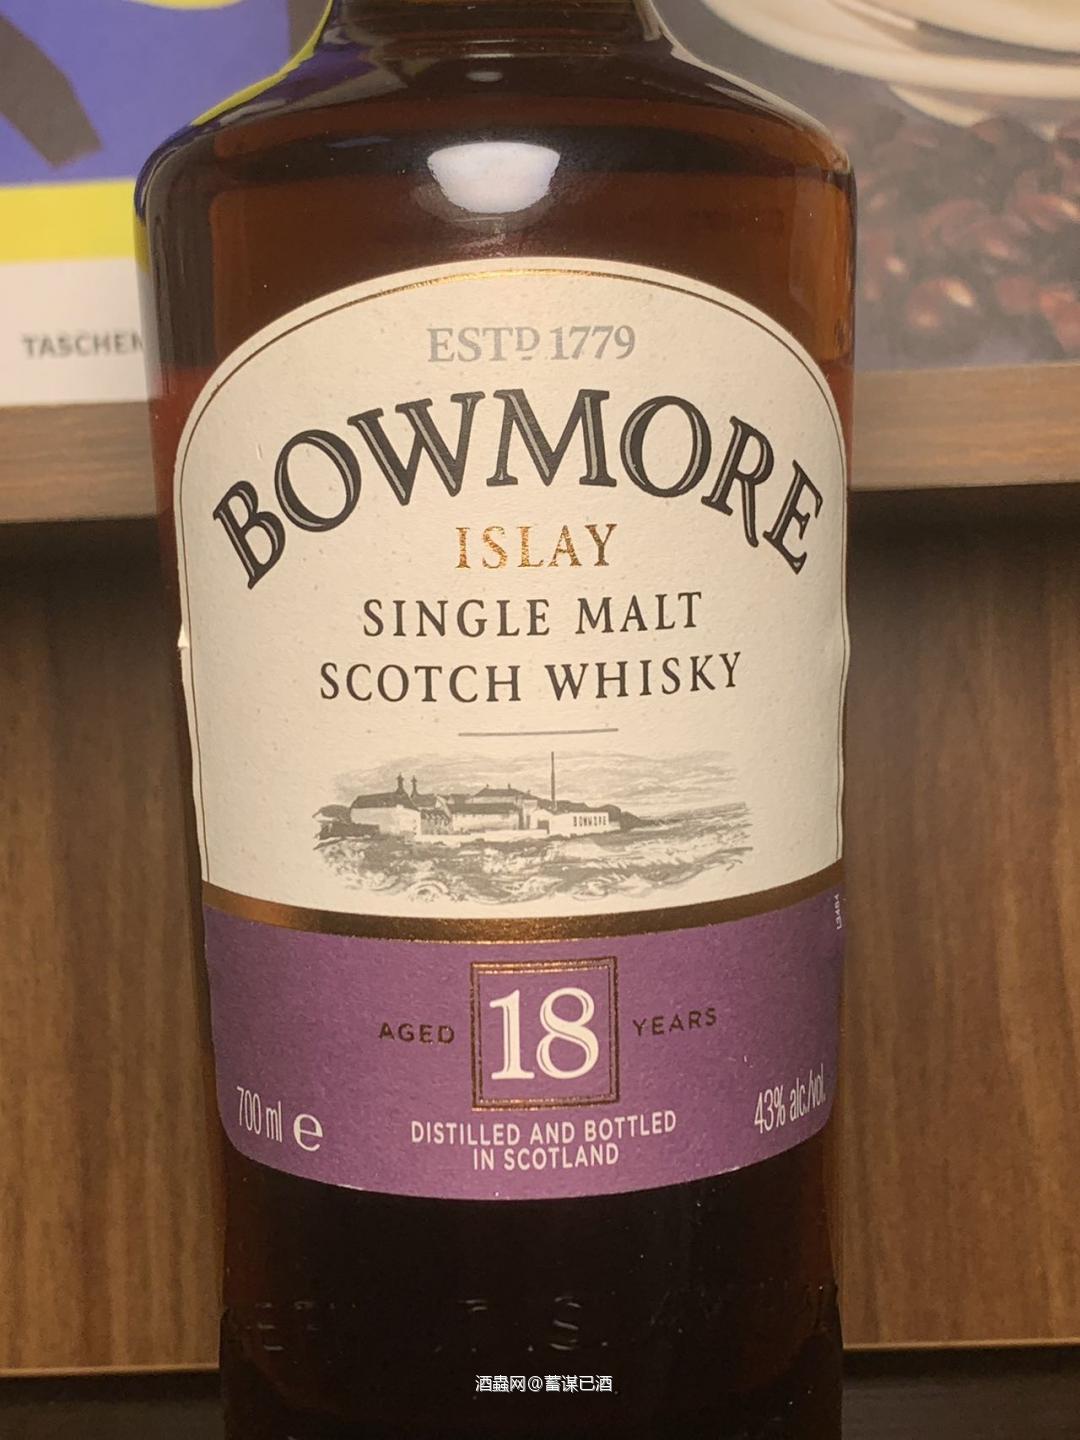 TASCHEN
ESTD 1779
BOWMORE
ISLAY
SINGLE MALT
SCOTCH WHISKY
BOWMORE
AGED 18 YEARS
700 ml e
43% alc./vol.
DISTILLED AND BOTTLED
IN SCOTLAND
酒蟲网@蓄谋已酒